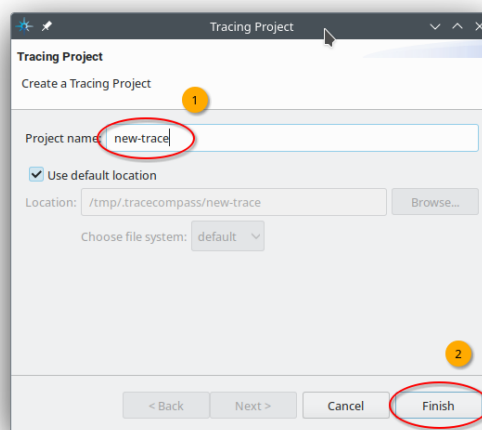 Tracing Project
Tracing Project
Create a Tracing Project
1
Project name: new-trace
Use default location
Location: /tmp/.tracecompass/new-trace Browse...
Choose file system: default
2
< Back Next > Cancel Finish